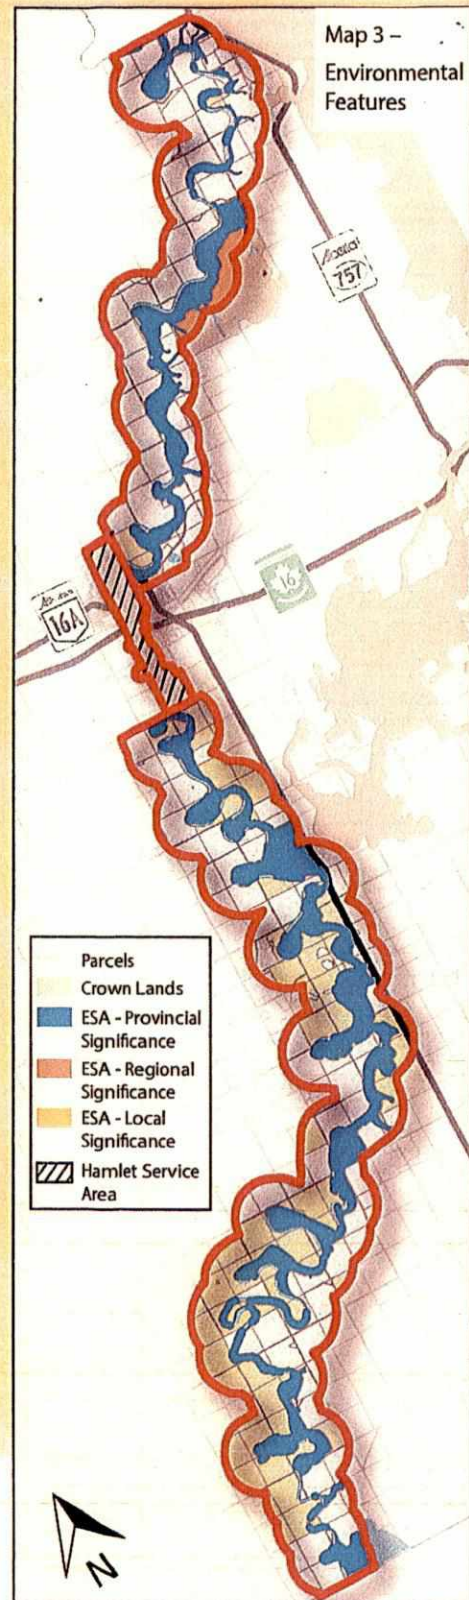 Map 3 –
Environmental
Features
Alberta
757
16
16A
Parcels
Crown Lands
ESA - Provincial
Significance
ESA - Regional
Significance
ESA - Local
Significance
Hamlet Service
Area
N